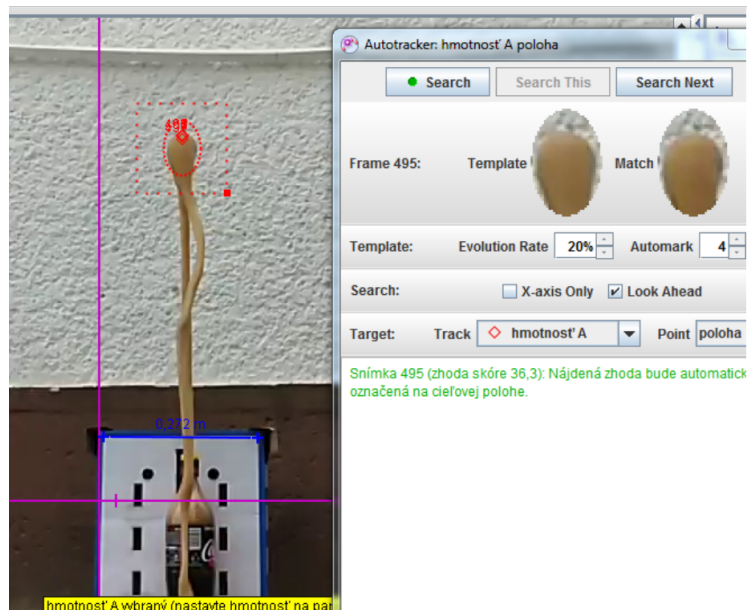 Autotracker: hmotnosť A poloha
Search
Search This
Search Next
Frame 495:
Template
Match
Template:
Evolution Rate
20%
Automark
4
Search:
X-axis Only
Look Ahead
Target:
Track
hmotnosť A
Point
poloha
Snímka 495 (zhoda skóre 36,3): Nájdená zhoda bude automatick
označená na cieľovej polohe.
0,272 m
hmotnosť A vybraný (nastavte hmotnosť na pan